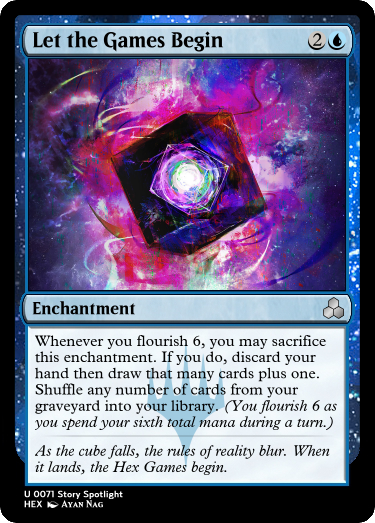 Let the Games Begin 2
Enchantment
Whenever you flourish 6, you may sacrifice
this enchantment. If you do, discard your
hand then draw that many cards plus one.
Shuffle any number of cards from your
graveyard into your library. (You flourish 6 as
you spend your sixth total mana during a turn.)
As the cube falls, the rules of reality blur. When
it lands, the Hex Games begin.
U 0071 Story Spotlight
HEX Ayan Nag